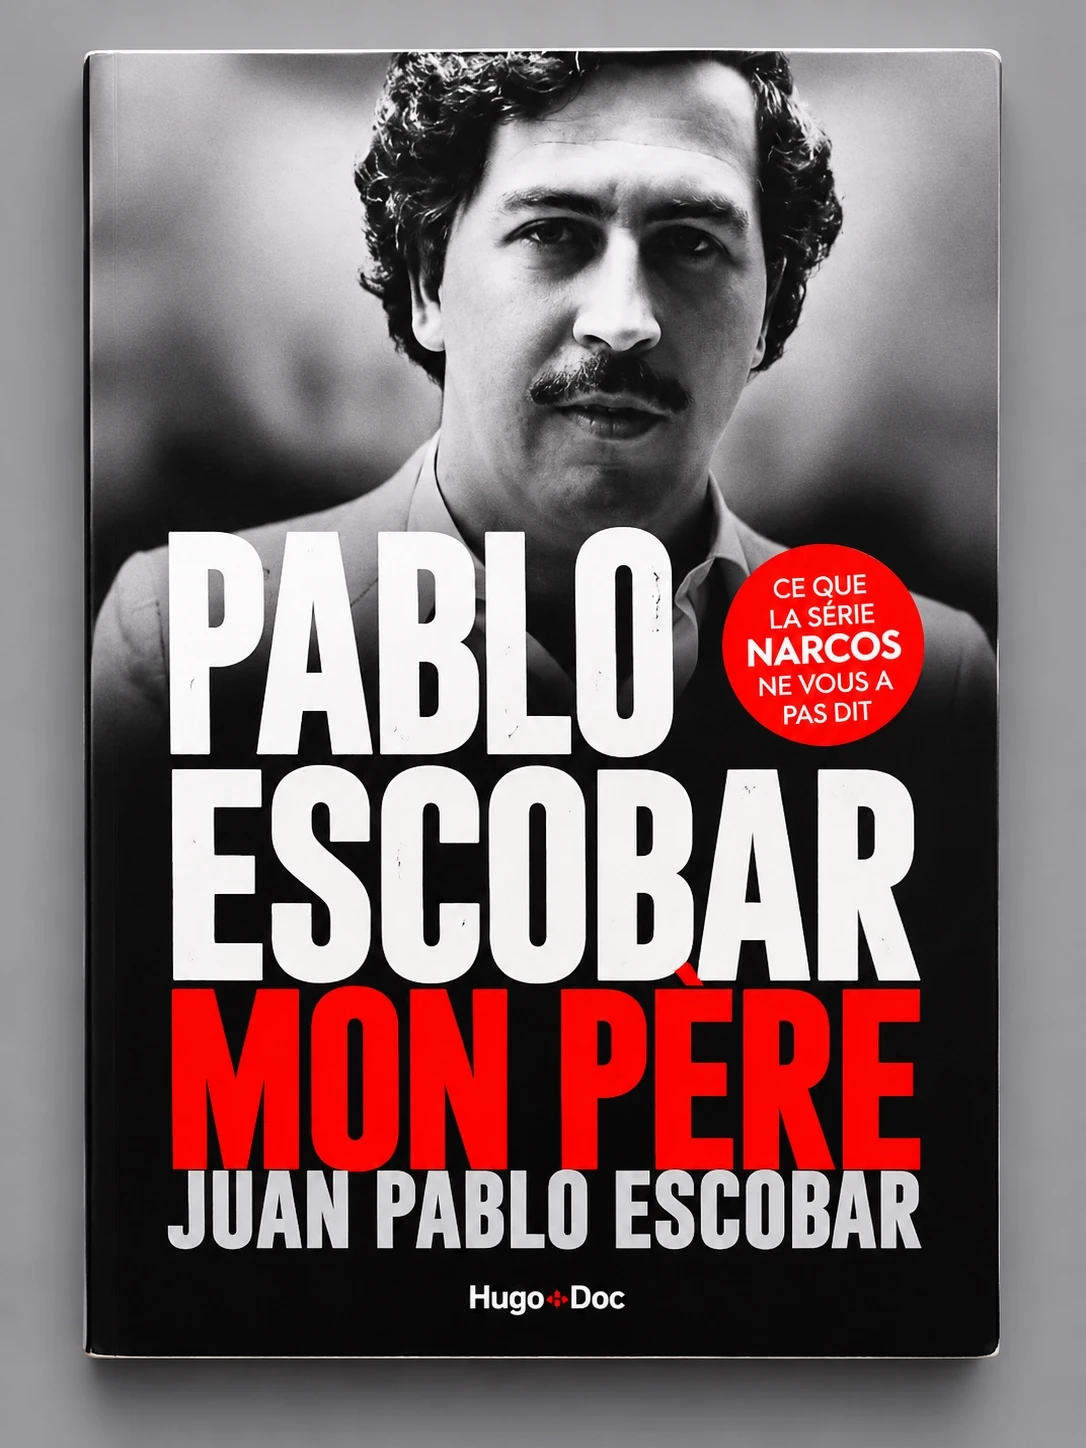 PABLO
ESCOBAR
MON PÈRE
JUAN PABLO ESCOBAR
CE QUE
LA SÉRIE
NARCOS
NE VOUS A
PAS DIT
Hugo Doc